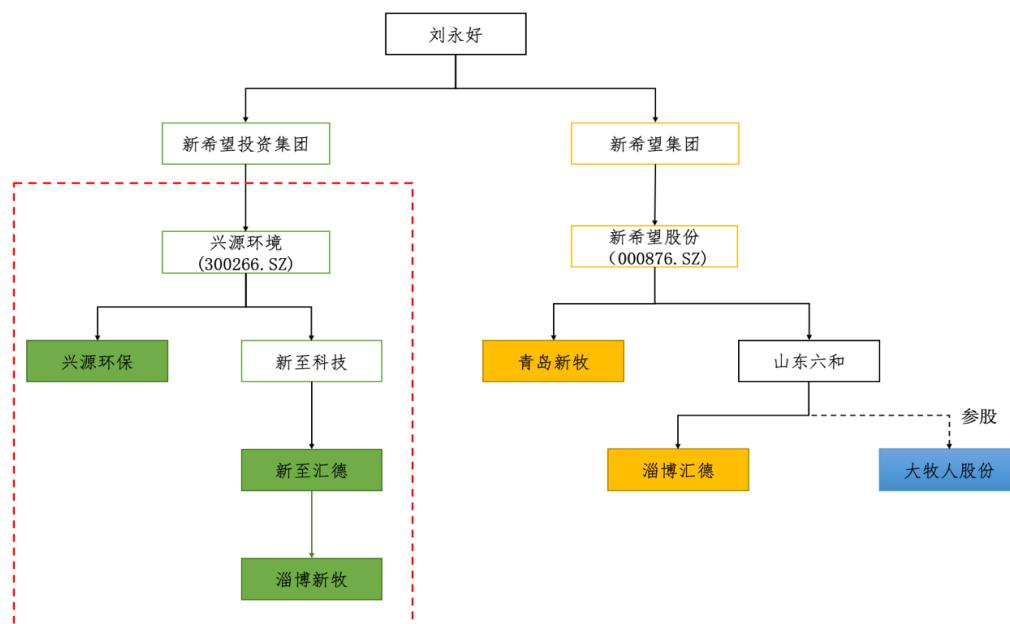 刘永好
新希望投资集团
新希望集团
兴源环境
(300266.SZ)
新希望股份
（000876.SZ）
兴源环保
新至科技
青岛新牧
山东六和
参股
新至汇德
淄博汇德
大牧人股份
淄博新牧